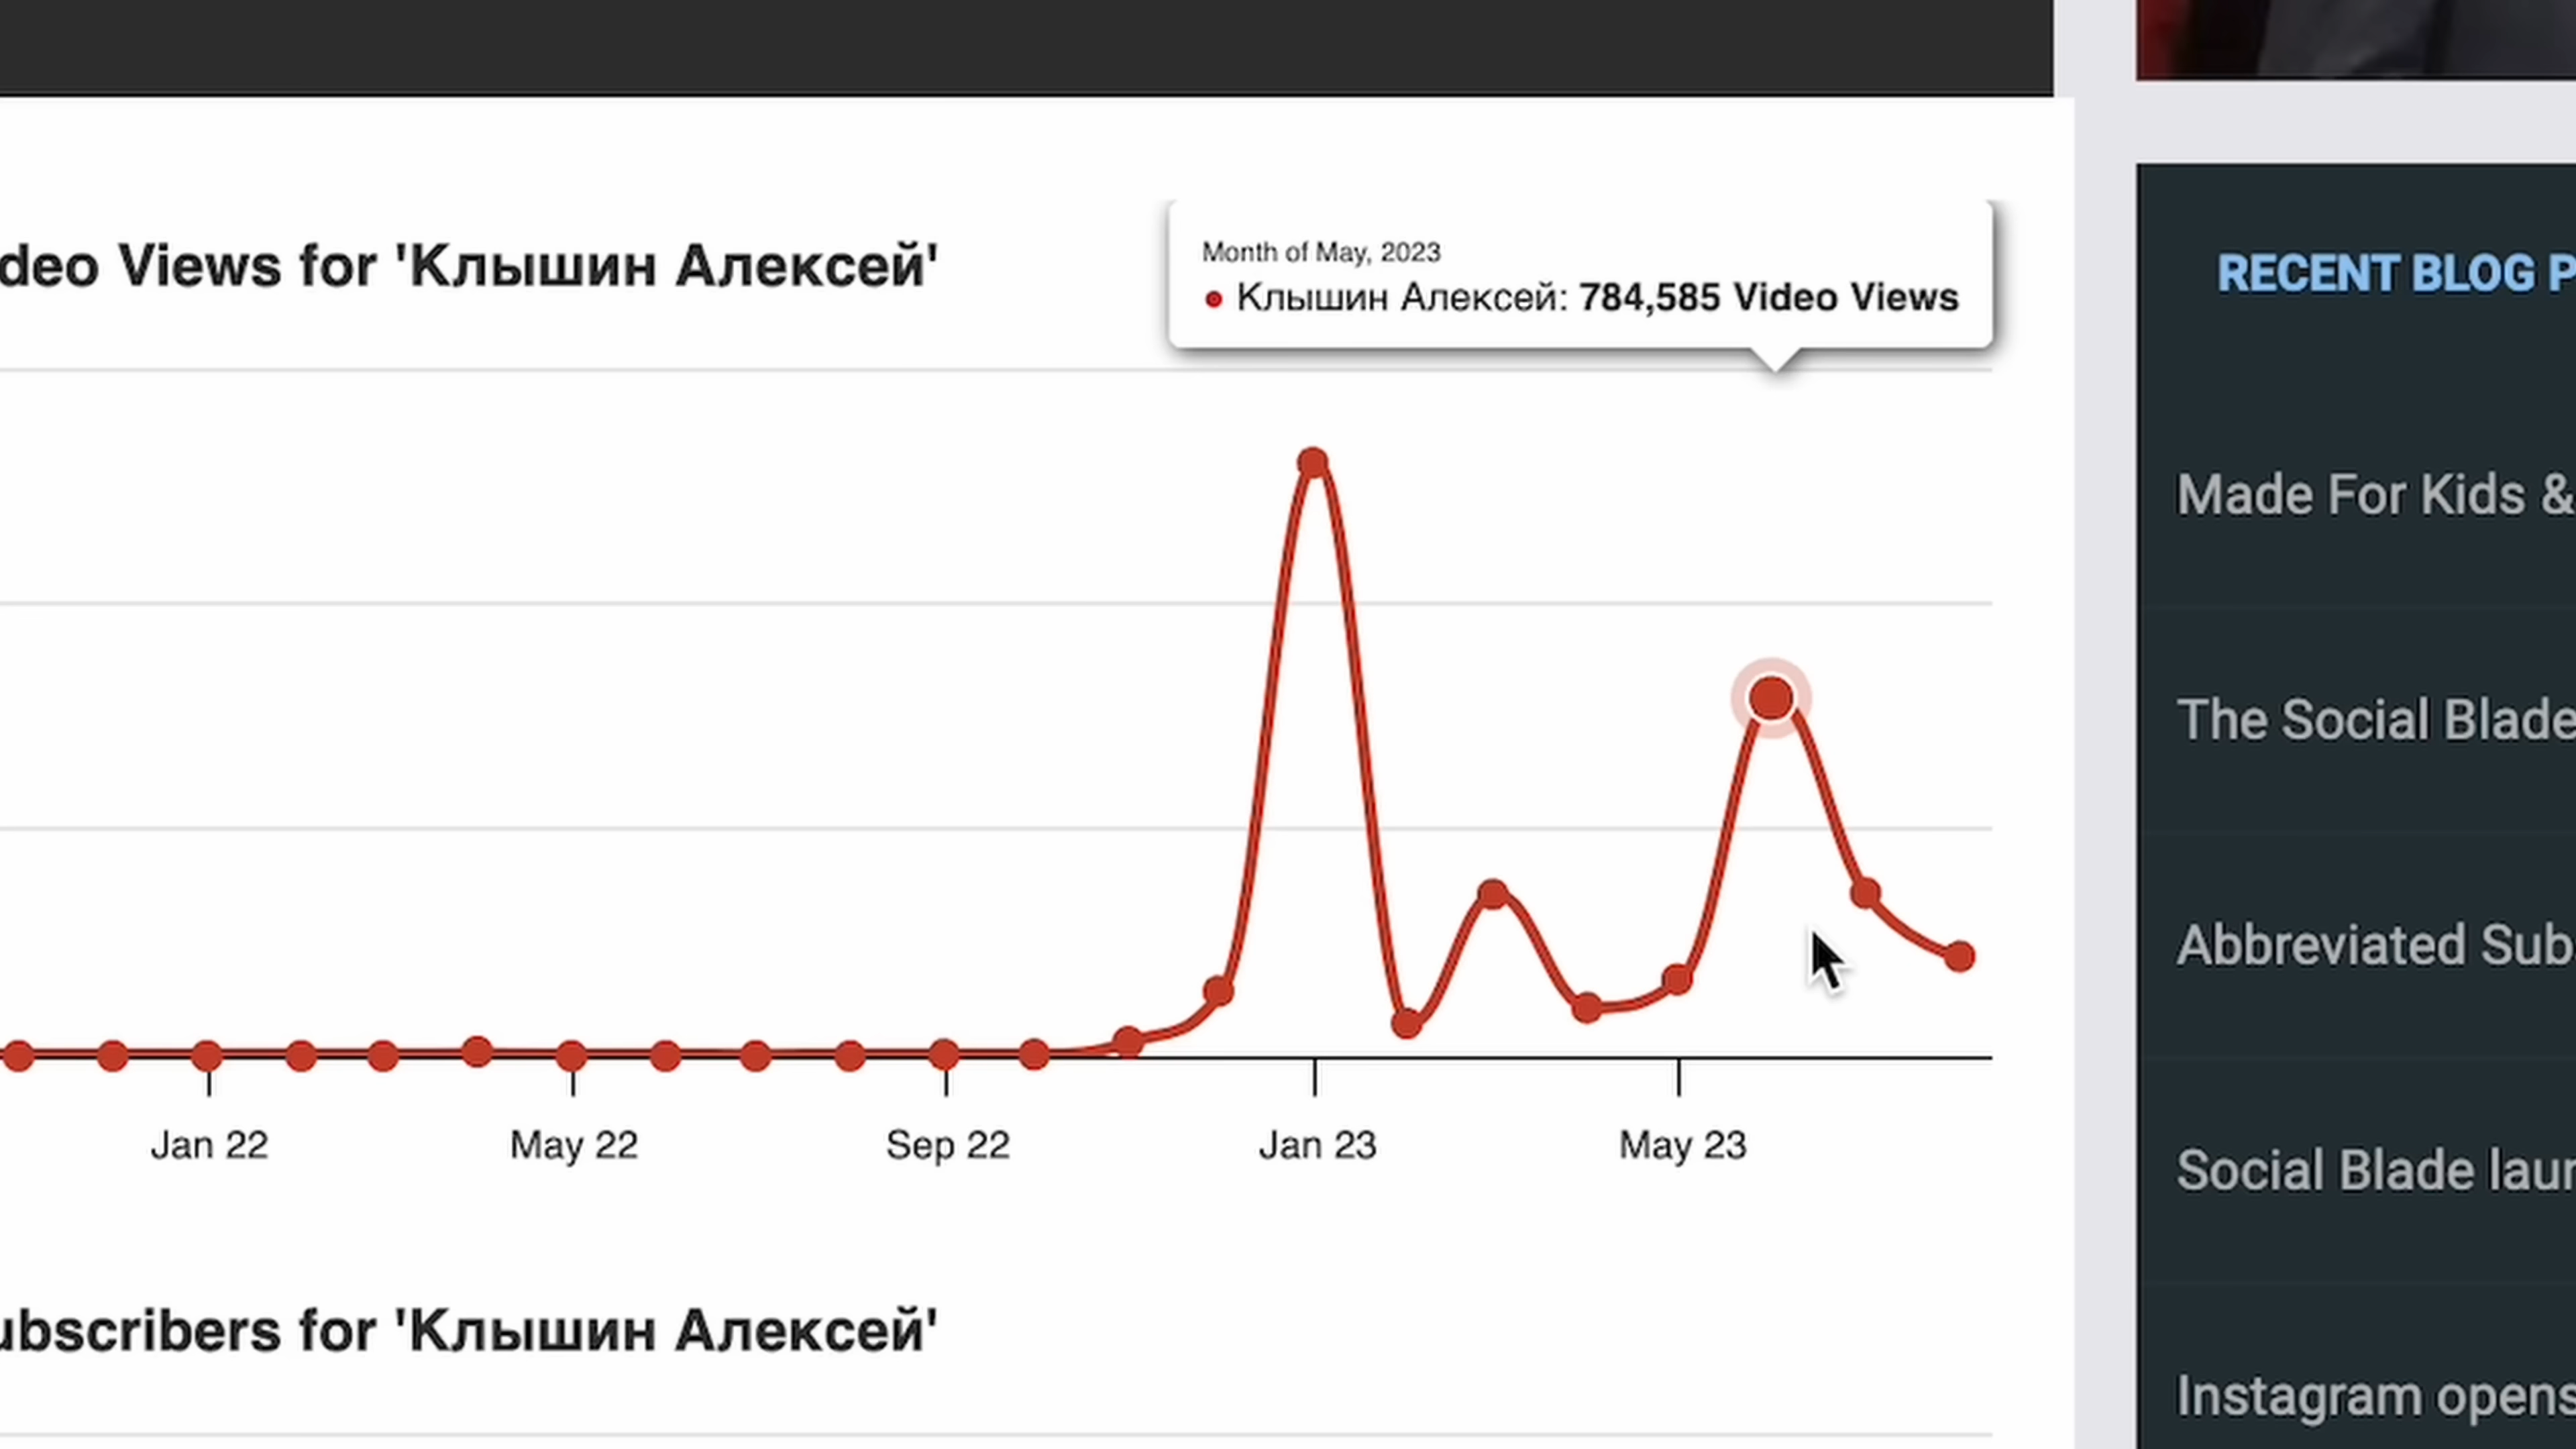 deo Views for 'Клышин Алексей'
Month of May, 2023
Клышин Алексей: 784,585 Video Views
Jan 22
May 22
Sep 22
Jan 23
May 23
ubscribers for 'Клышин Алексей'
RECENT BLOG P
Made For Kids &
The Social Blade
Abbreviated Sub
Social Blade laun
Instagram opens